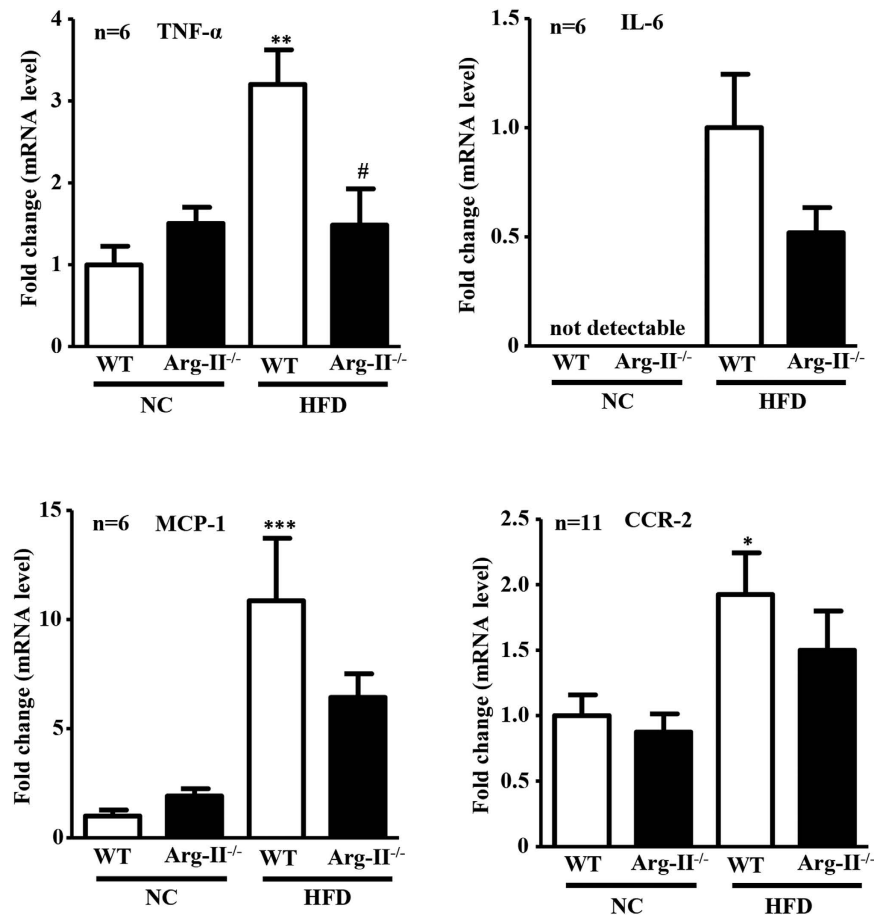 n=6 TNF-α
**
#
Fold change (mRNA level)
4
3
2
1
0
WT Arg-II-/- WT Arg-II-/-
NC HFD
n=6 IL-6
Fold change (mRNA level)
1.5
1.0
0.5
0
not detectable
WT Arg-II-/- WT Arg-II-/-
NC HFD
n=6 MCP-1
***
Fold change (mRNA level)
15
10
5
0
WT Arg-II-/- WT Arg-II-/-
NC HFD
n=11 CCR-2
*
Fold change (mRNA level)
2.5
2.0
1.5
1.0
0.5
0
WT Arg-II-/- WT Arg-II-/-
NC HFD